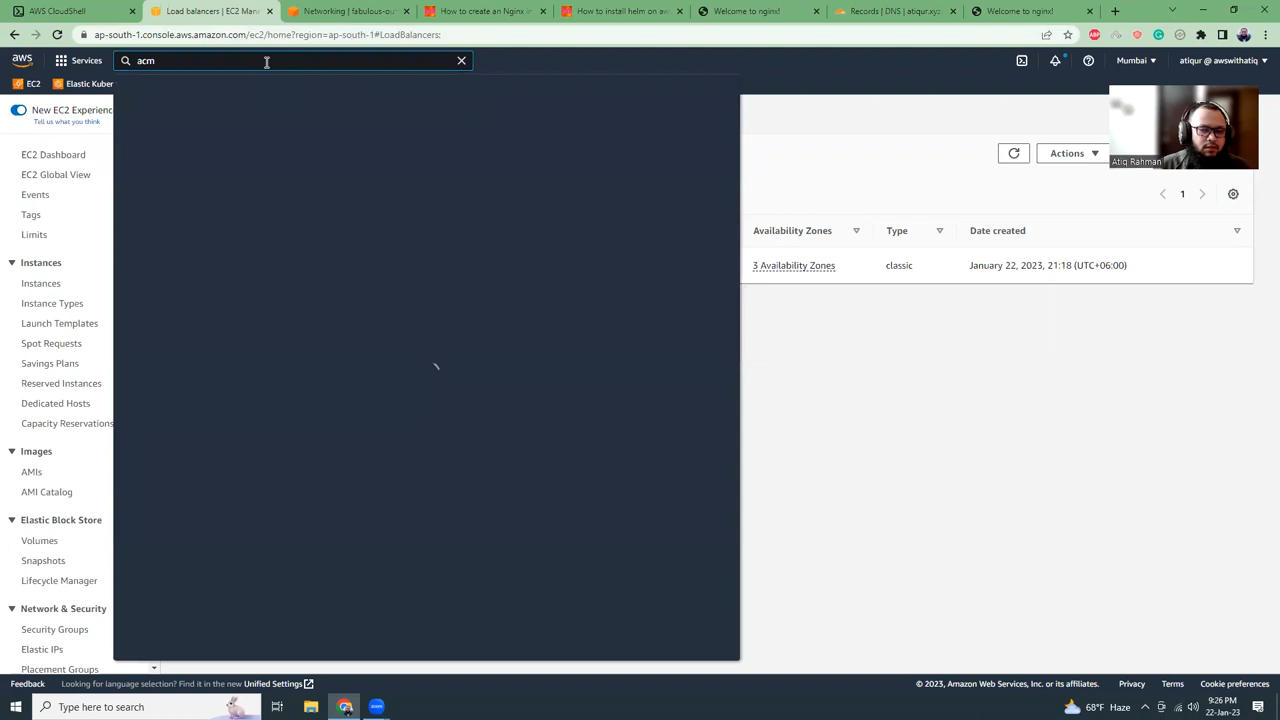 AWS CloudShell
Load balancers | EC2 Man
Networking | fabulous-ou
How to create an Nginx in
How to install helm on aw
Welcome to nginx!
Records | DNS | atiqur.xyz
Welcome to nginx!
ap-south-1.console.aws.amazon.com/ec2/home?region=ap-south-1#LoadBalancers:
aws
Services
acm
Mumbai
atiqur @ awswithatiq
EC2
Elastic Kuber
New EC2 Experienc
Tell us what you think
EC2 Dashboard
EC2 Global View
Events
Tags
Limits
Instances
Instances
Instance Types
Launch Templates
Spot Requests
Savings Plans
Reserved Instances
Dedicated Hosts
Capacity Reservations
Images
AMIs
AMI Catalog
Elastic Block Store
Volumes
Snapshots
Lifecycle Manager
Network & Security
Security Groups
Elastic IPs
Placement Groups
Actions
1
Availability Zones
Type
Date created
3 Availability Zones
classic
January 22, 2023, 21:18 (UTC+06:00)
Atiq Rahman
Feedback
Looking for language selection? Find it in the new Unified Settings
© 2023, Amazon Web Services, Inc. or its affiliates.
Privacy
Terms
Cookie preferences
Type here to search
zoom
68°F Haze
9:26 PM
22-Jan-23